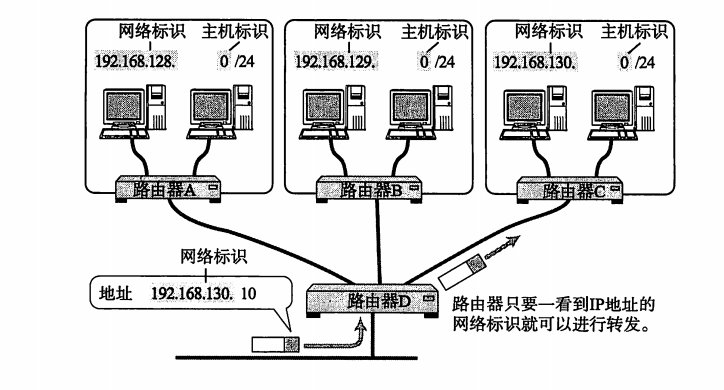 网络标识 主机标识
192.168.128. 0 /24
路由器A
网络标识 主机标识
192.168.129. 0 /24
路由器B
网络标识 主机标识
192.168.130. 0 /24
路由器C
网络标识
地址 192.168.130. 10
路由器D
路由器只要一看到IP地址的
网络标识就可以进行转发。